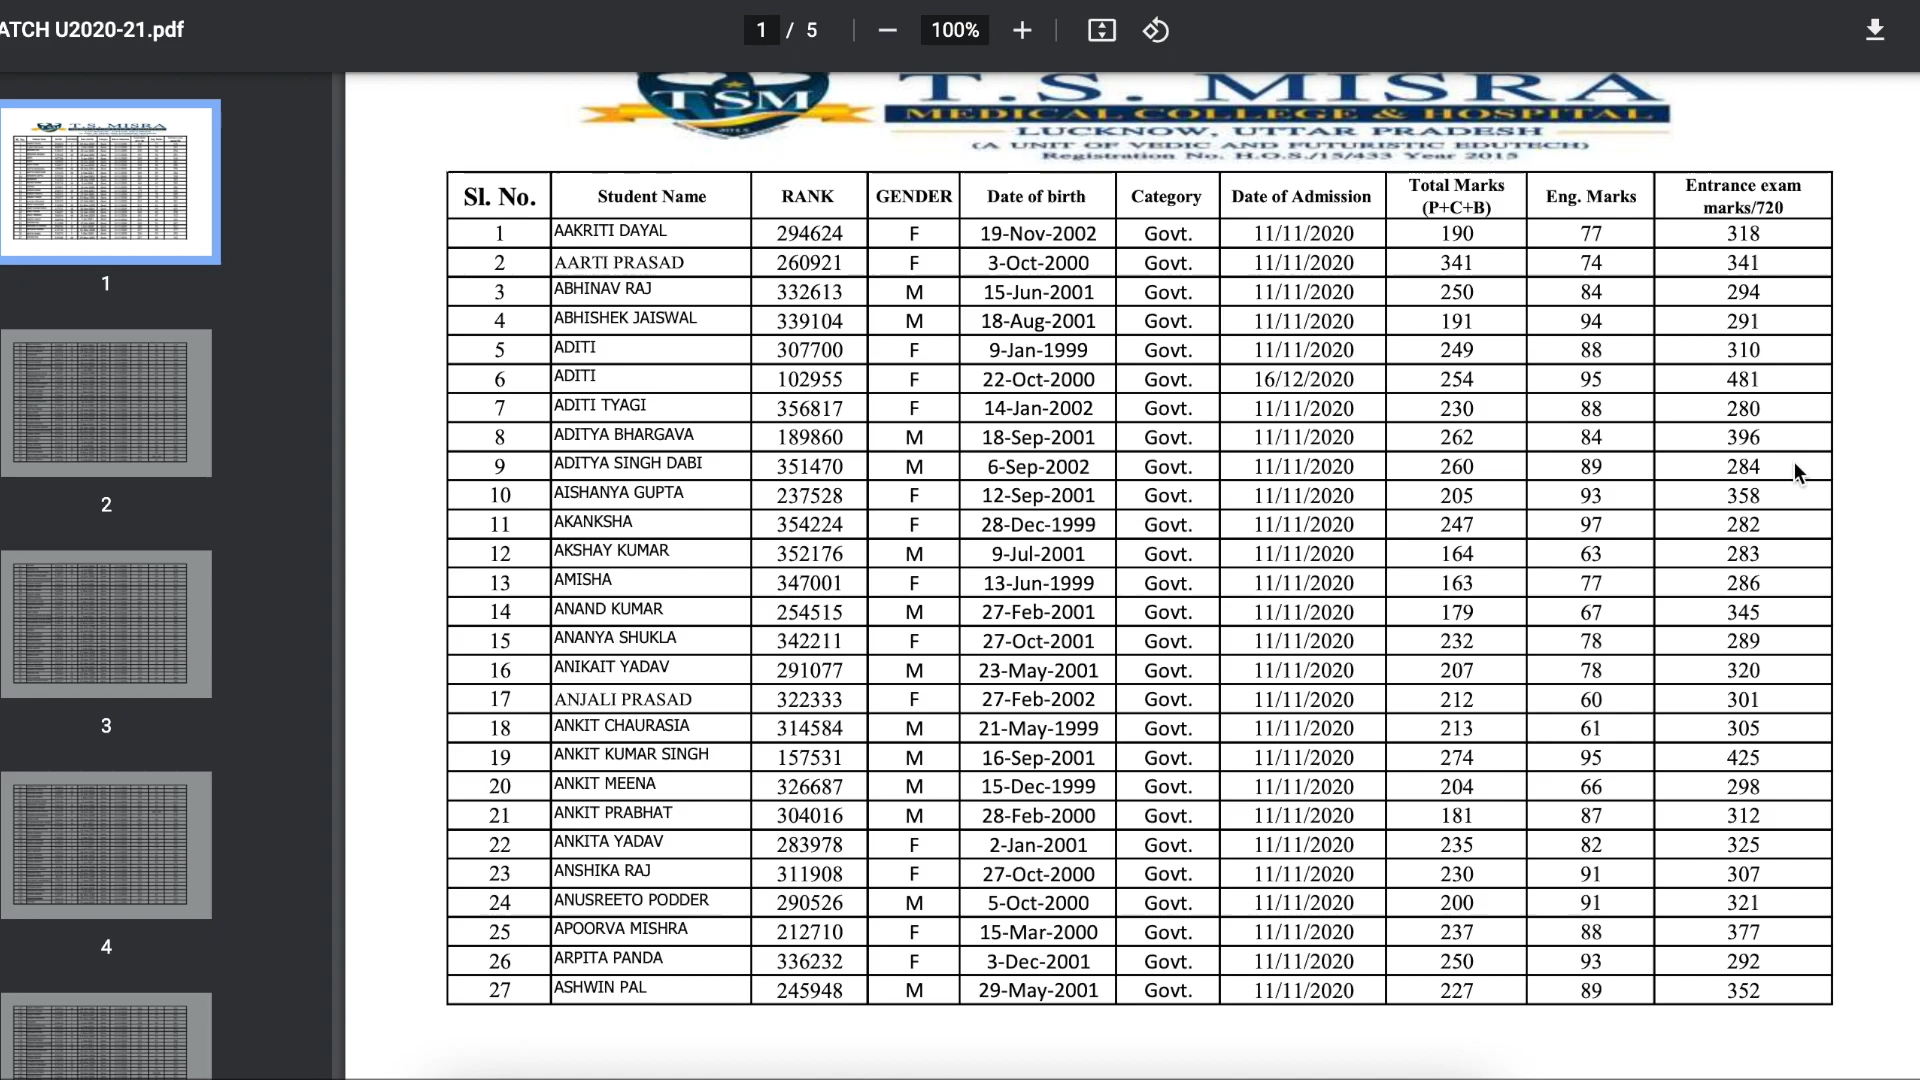 ATCH U2020-21.pdf
1 / 5
100%
TSM
T.S. MISRA
MEDICAL COLLEGE & HOSPITAL
LUCKNOW, UTTAR PRADESH
(A UNIT OF VEDIC AND FUTURISTIC EDUTECH)
Registration No. H.O.S./15/433 Year 2015
Sl. No. Student Name RANK GENDER Date of birth Category Date of Admission Total Marks (P+C+B) Eng. Marks Entrance exam marks/720
1 AAKRITI DAYAL 294624 F 19-Nov-2002 Govt. 11/11/2020 190 77 318
2 AARTI PRASAD 260921 F 3-Oct-2000 Govt. 11/11/2020 341 74 341
3 ABHINAV RAJ 332613 M 15-Jun-2001 Govt. 11/11/2020 250 84 294
4 ABHISHEK JAISWAL 339104 M 18-Aug-2001 Govt. 11/11/2020 191 94 291
5 ADITI 307700 F 9-Jan-1999 Govt. 11/11/2020 249 88 310
6 ADITI 102955 F 22-Oct-2000 Govt. 16/12/2020 254 95 481
7 ADITI TYAGI 356817 F 14-Jan-2002 Govt. 11/11/2020 230 88 280
8 ADITYA BHARGAVA 189860 M 18-Sep-2001 Govt. 11/11/2020 262 84 396
9 ADITYA SINGH DABI 351470 M 6-Sep-2002 Govt. 11/11/2020 260 89 284
10 AISHANYA GUPTA 237528 F 12-Sep-2001 Govt. 11/11/2020 205 93 358
11 AKANKSHA 354224 F 28-Dec-1999 Govt. 11/11/2020 247 97 282
12 AKSHAY KUMAR 352176 M 9-Jul-2001 Govt. 11/11/2020 164 63 283
13 AMISHA 347001 F 13-Jun-1999 Govt. 11/11/2020 163 77 286
14 ANAND KUMAR 254515 M 27-Feb-2001 Govt. 11/11/2020 179 67 345
15 ANANYA SHUKLA 342211 F 27-Oct-2001 Govt. 11/11/2020 232 78 289
16 ANIKAIT YADAV 291077 M 23-May-2001 Govt. 11/11/2020 207 78 320
17 ANJALI PRASAD 322333 F 27-Feb-2002 Govt. 11/11/2020 212 60 301
18 ANKIT CHAURASIA 314584 M 21-May-1999 Govt. 11/11/2020 213 61 305
19 ANKIT KUMAR SINGH 157531 M 16-Sep-2001 Govt. 11/11/2020 274 95 425
20 ANKIT MEENA 326687 M 15-Dec-1999 Govt. 11/11/2020 204 66 298
21 ANKIT PRABHAT 304016 M 28-Feb-2000 Govt. 11/11/2020 181 87 312
22 ANKITA YADAV 283978 F 2-Jan-2001 Govt. 11/11/2020 235 82 325
23 ANSHIKA RAJ 311908 F 27-Oct-2000 Govt. 11/11/2020 230 91 307
24 ANUSREETO PODDER 290526 M 5-Oct-2000 Govt. 11/11/2020 200 91 321
25 APOORVA MISHRA 212710 F 15-Mar-2000 Govt. 11/11/2020 237 88 377
26 ARPITA PANDA 336232 F 3-Dec-2001 Govt. 11/11/2020 250 93 292
27 ASHWIN PAL 245948 M 29-May-2001 Govt. 11/11/2020 227 89 352
1
2
3
4